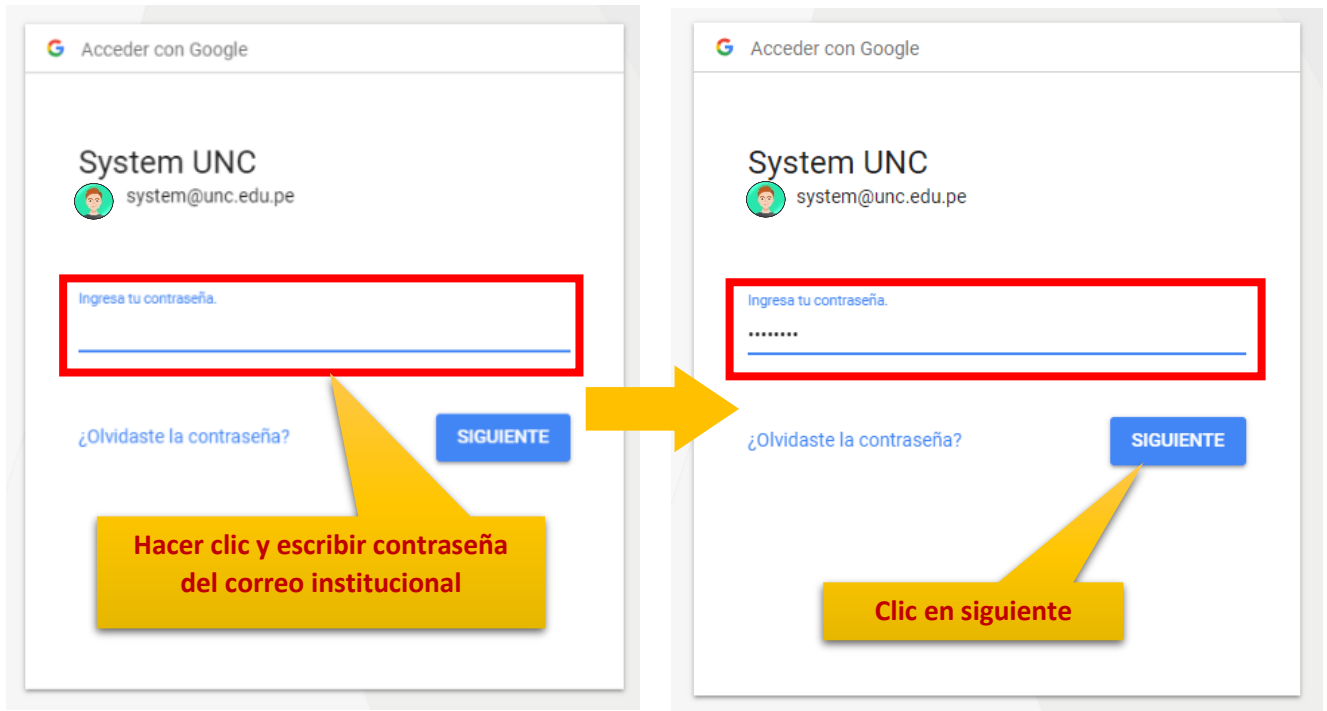 Acceder con Google
System UNC
system@unc.edu.pe
Ingresa tu contraseña.
¿Olvidaste la contraseña?
SIGUIENTE
Hacer clic y escribir contraseña
del correo institucional
Acceder con Google
System UNC
system@unc.edu.pe
Ingresa tu contraseña.
••••••••
¿Olvidaste la contraseña?
SIGUIENTE
Clic en siguiente